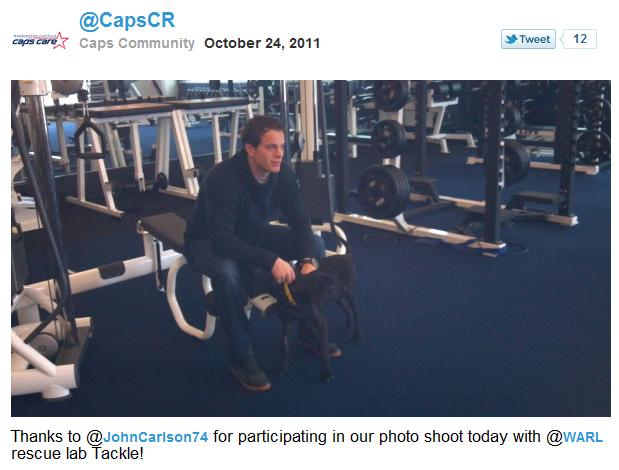 @CapsCR
Caps Community October 24, 2011
WASHINGTON CAPITALS
caps care
Tweet 12
Thanks to @JohnCarlson74 for participating in our photo shoot today with @WARL
rescue lab Tackle!